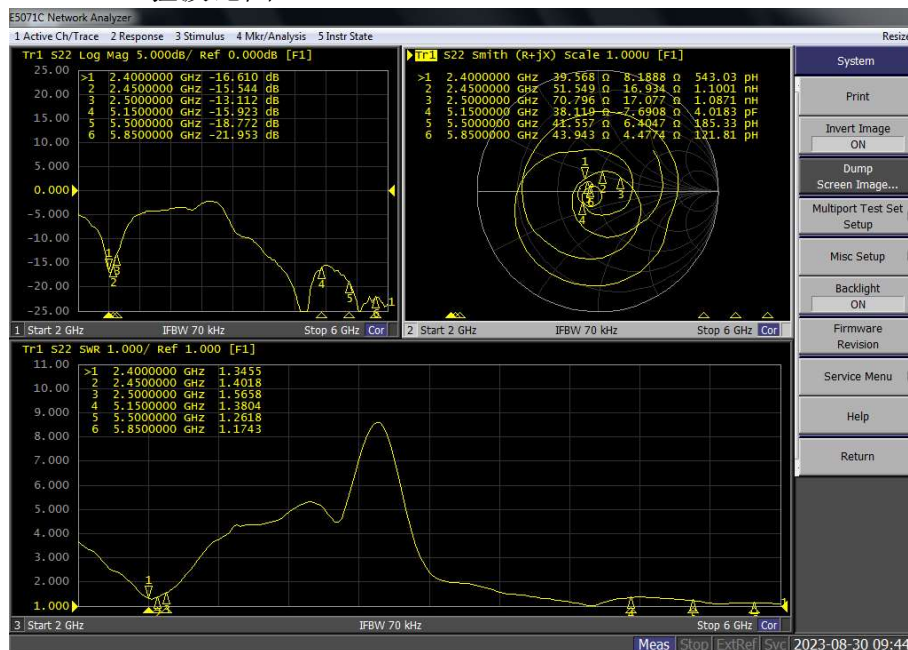 E5071C Network Analyzer
1 Active Ch/Trace 2 Response 3 Stimulus 4 Mkr/Analysis 5 Instr State
Resize
Tr1 S22 Log Mag 5.000dB/ Ref 0.000dB [F1]
25.00
20.00
15.00
10.00
5.000
0.000
-5.000
-10.00
-15.00
-20.00
-25.00
>1 2.4000000 GHz -16.610 dB
2 2.4500000 GHz -15.544 dB
3 2.5000000 GHz -13.112 dB
4 5.1500000 GHz -15.923 dB
5 5.5000000 GHz -18.772 dB
6 5.8500000 GHz -21.953 dB
1
2
3
4
5
6
1
1 Start 2 GHz IFBW 70 kHz Stop 6 GHz Cor
Tr1 S22 Smith (R+jX) Scale 1.000U [F1]
>1 2.4000000 GHz 39.568 Ω 8.1888 Ω 543.03 pH
2 2.4500000 GHz 51.549 Ω 16.934 Ω 1.1001 nH
3 2.5000000 GHz 70.796 Ω 17.077 Ω 1.0871 nH
4 5.1500000 GHz 38.119 Ω -7.6908 Ω 4.0183 pF
5 5.5000000 GHz 41.557 Ω 6.4047 Ω 185.33 pH
6 5.8500000 GHz 43.943 Ω 4.4774 Ω 121.81 pH
1
2
3
4
2 Start 2 GHz IFBW 70 kHz Stop 6 GHz Cor
Tr1 S22 SWR 1.000/ Ref 1.000 [F1]
11.00
10.00
9.000
8.000
7.000
6.000
5.000
4.000
3.000
2.000
1.000
>1 2.4000000 GHz 1.3455
2 2.4500000 GHz 1.4018
3 2.5000000 GHz 1.5658
4 5.1500000 GHz 1.3804
5 5.5000000 GHz 1.2618
6 5.8500000 GHz 1.1743
1
3 Start 2 GHz IFBW 70 kHz Stop 6 GHz Cor
System
Print
Invert Image
ON
Dump
Screen Image...
Multiport Test Set
Setup
Misc Setup
Backlight
ON
Firmware
Revision
Service Menu
Help
Return
Meas Stop ExtRef Svc 2023-08-30 09:44